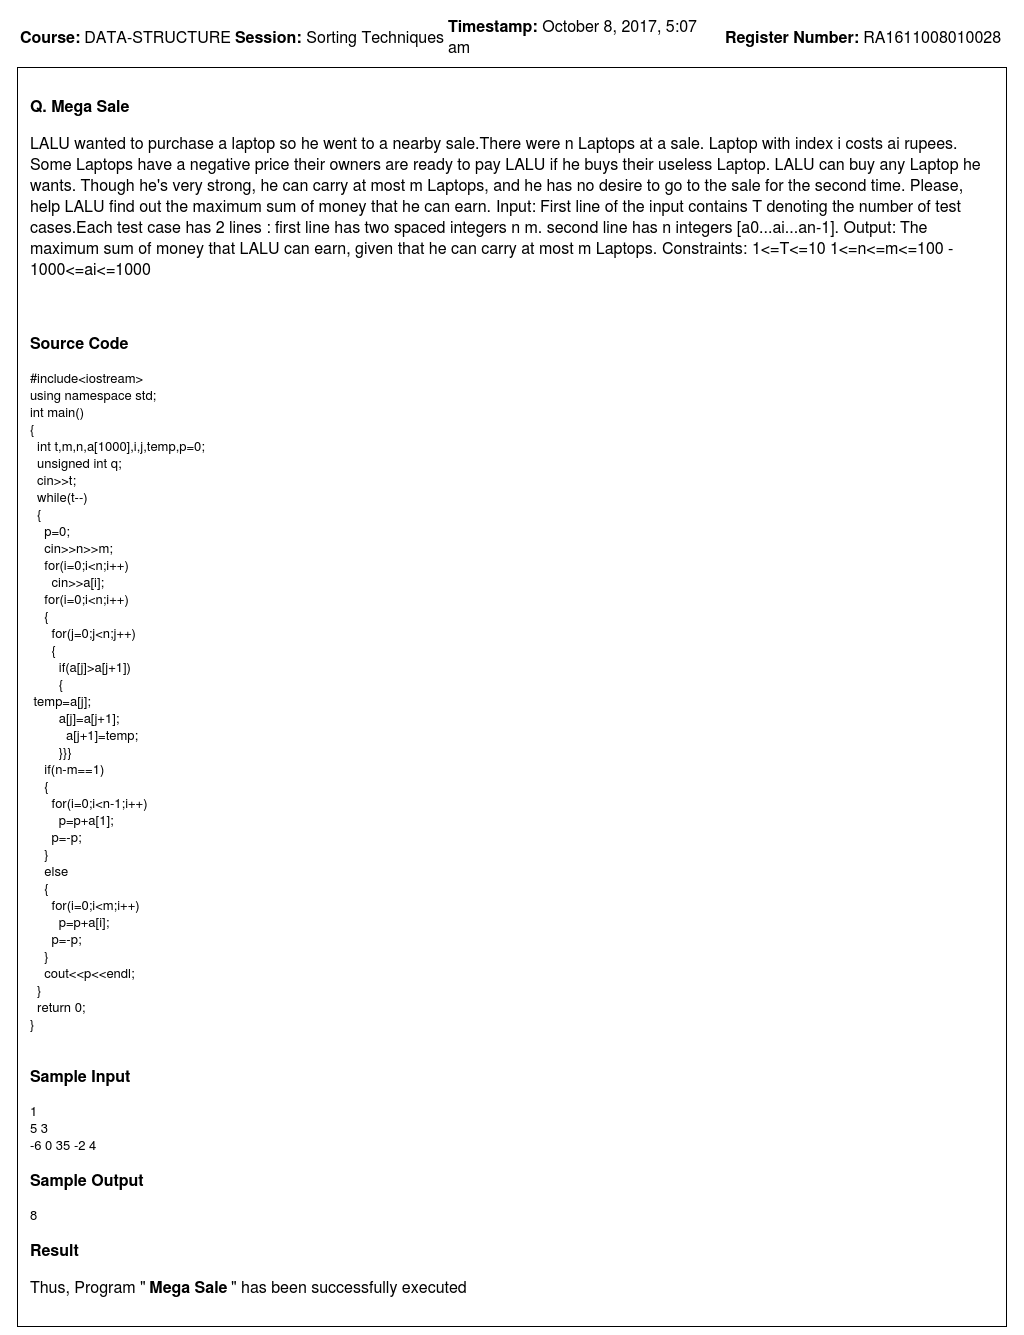 Course: DATA-STRUCTURE Session: Sorting Techniques Timestamp: October 8, 2017, 5:07 am Register Number: RA1611008010028
Q. Mega Sale
LALU wanted to purchase a laptop so he went to a nearby sale.There were n Laptops at a sale. Laptop with index i costs ai rupees.
Some Laptops have a negative price their owners are ready to pay LALU if he buys their useless Laptop. LALU can buy any Laptop he
wants. Though he's very strong, he can carry at most m Laptops, and he has no desire to go to the sale for the second time. Please,
help LALU find out the maximum sum of money that he can earn. Input: First line of the input contains T denoting the number of test
cases.Each test case has 2 lines : first line has two spaced integers n m. second line has n integers [a0...ai...an-1]. Output: The
maximum sum of money that LALU can earn, given that he can carry at most m Laptops. Constraints: 1<=T<=10 1<=n<=m<=100 -
1000<=ai<=1000
Source Code
#include<iostream>
using namespace std;
int main()
{
  int t,m,n,a[1000],i,j,temp,p=0;
  unsigned int q;
  cin>>t;
  while(t--)
  {
    p=0;
    cin>>n>>m;
    for(i=0;i<n;i++)
      cin>>a[i];
    for(i=0;i<n;i++)
    {
      for(j=0;j<n;j++)
      {
        if(a[j]>a[j+1])
        {
 temp=a[j];
        a[j]=a[j+1];
          a[j+1]=temp;
        }}}
    if(n-m==1)
    {
      for(i=0;i<n-1;i++)
        p=p+a[1];
      p=-p;
    }
    else
    {
      for(i=0;i<m;i++)
        p=p+a[i];
      p=-p;
    }
    cout<<p<<endl;
  }
  return 0;
}
Sample Input
1
5 3
-6 0 35 -2 4
Sample Output
8
Result
Thus, Program " Mega Sale " has been successfully executed